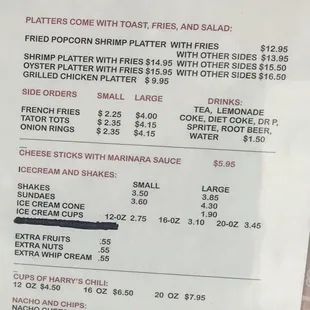 PLATTERS COME WITH TOAST, FRIES, AND SALAD:
FRIED POPCORN SHRIMP PLATTER WITH FRIES $12.95
WITH OTHER SIDES $13.95
SHRIMP PLATTER WITH FRIES $14.95 WITH OTHER SIDES $15.50
OYSTER PLATTER WITH FRIES $15.95 WITH OTHER SIDES $16.50
GRILLED CHICKEN PLATTER $ 9.95
SIDE ORDERS SMALL LARGE DRINKS:
FRENCH FRIES $ 2.25 $4.00 TEA, LEMONADE
TATOR TOTS $ 2.35 $4.15 COKE, DIET COKE, DR P,
ONION RINGS $ 2.35 $4.15 SPRITE, ROOT BEER,
WATER $1.50
CHEESE STICKS WITH MARINARA SAUCE $5.95
ICECREAM AND SHAKES:
SMALL LARGE
SHAKES 3.50 3.85
SUNDAES 3.60 4.30
ICE CREAM CONE 1.90
ICE CREAM CUPS 12-OZ 2.75 16-OZ 3.10 20-OZ 3.45
EXTRA FRUITS .55
EXTRA NUTS .55
EXTRA WHIP CREAM .55
CUPS OF HARRY'S CHILI:
12 OZ $4.50 16 OZ $6.50 20 OZ $7.95
NACHO AND CHIPS: